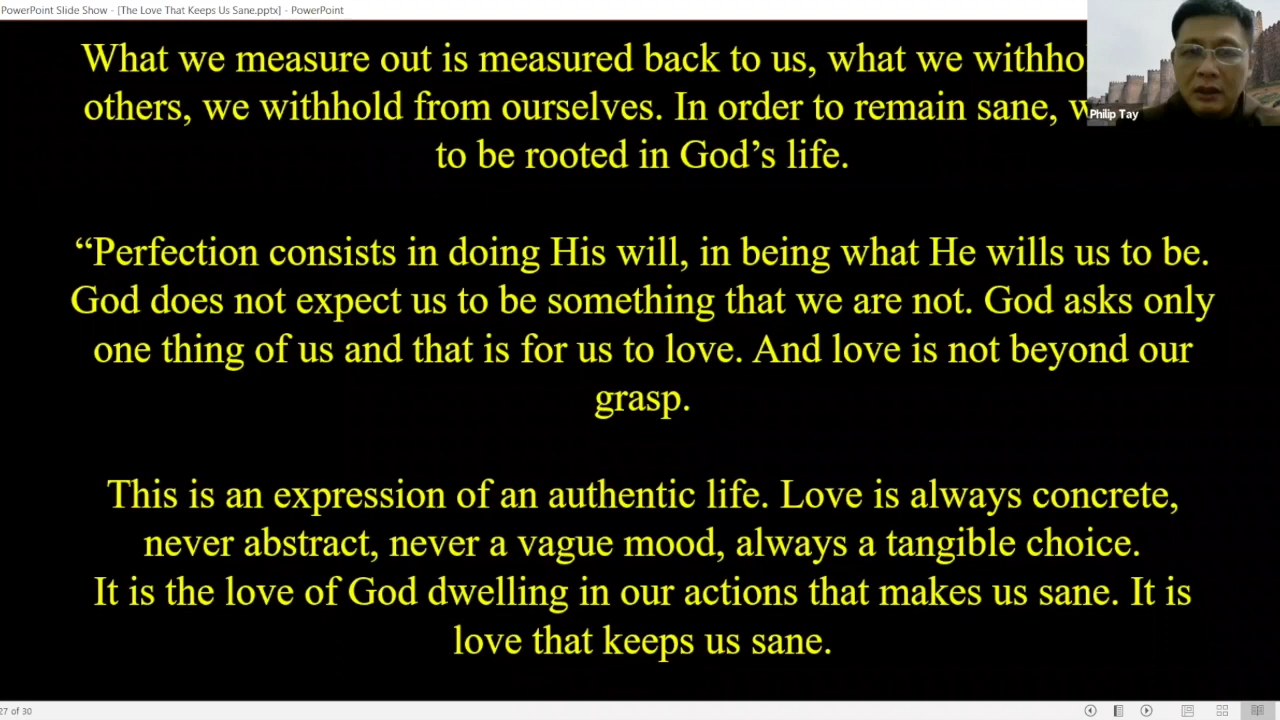 PowerPoint Slide Show - [The Love That Keeps Us Sane.pptx] - PowerPoint
What we measure out is measured back to us, what we
others, we withhold from ourselves. In order to remain sane,
to be rooted in God's life.
Philip Tay
“Perfection consists in doing His will, in being what He wills us to be.
God does not expect us to be something that we are not. God asks only
one thing of us and that is for us to love. And love is not beyond our
grasp.
This is an expression of an authentic life. Love is always concrete,
never abstract, never a vague mood, always a tangible choice.
It is the love of God dwelling in our actions that makes us sane. It is
love that keeps us sane.
27 of 30